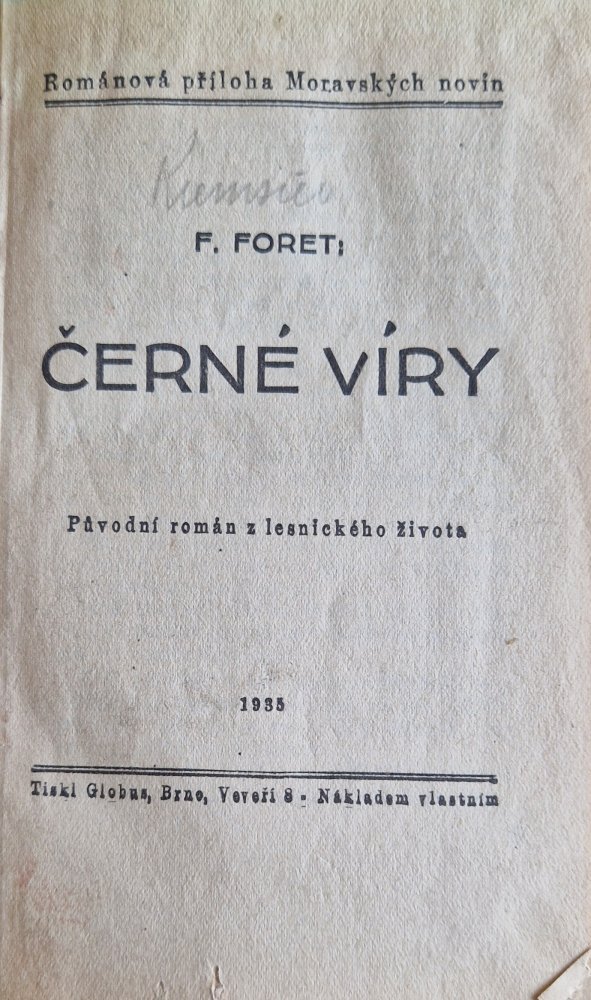 Románová příloha Moravských novin
F. FORET:
ČERNÉ VÍRY
Původní román z lesnického života
1935
Tiskl Globus, Brno, Veveří 8 - Nákladem vlastním